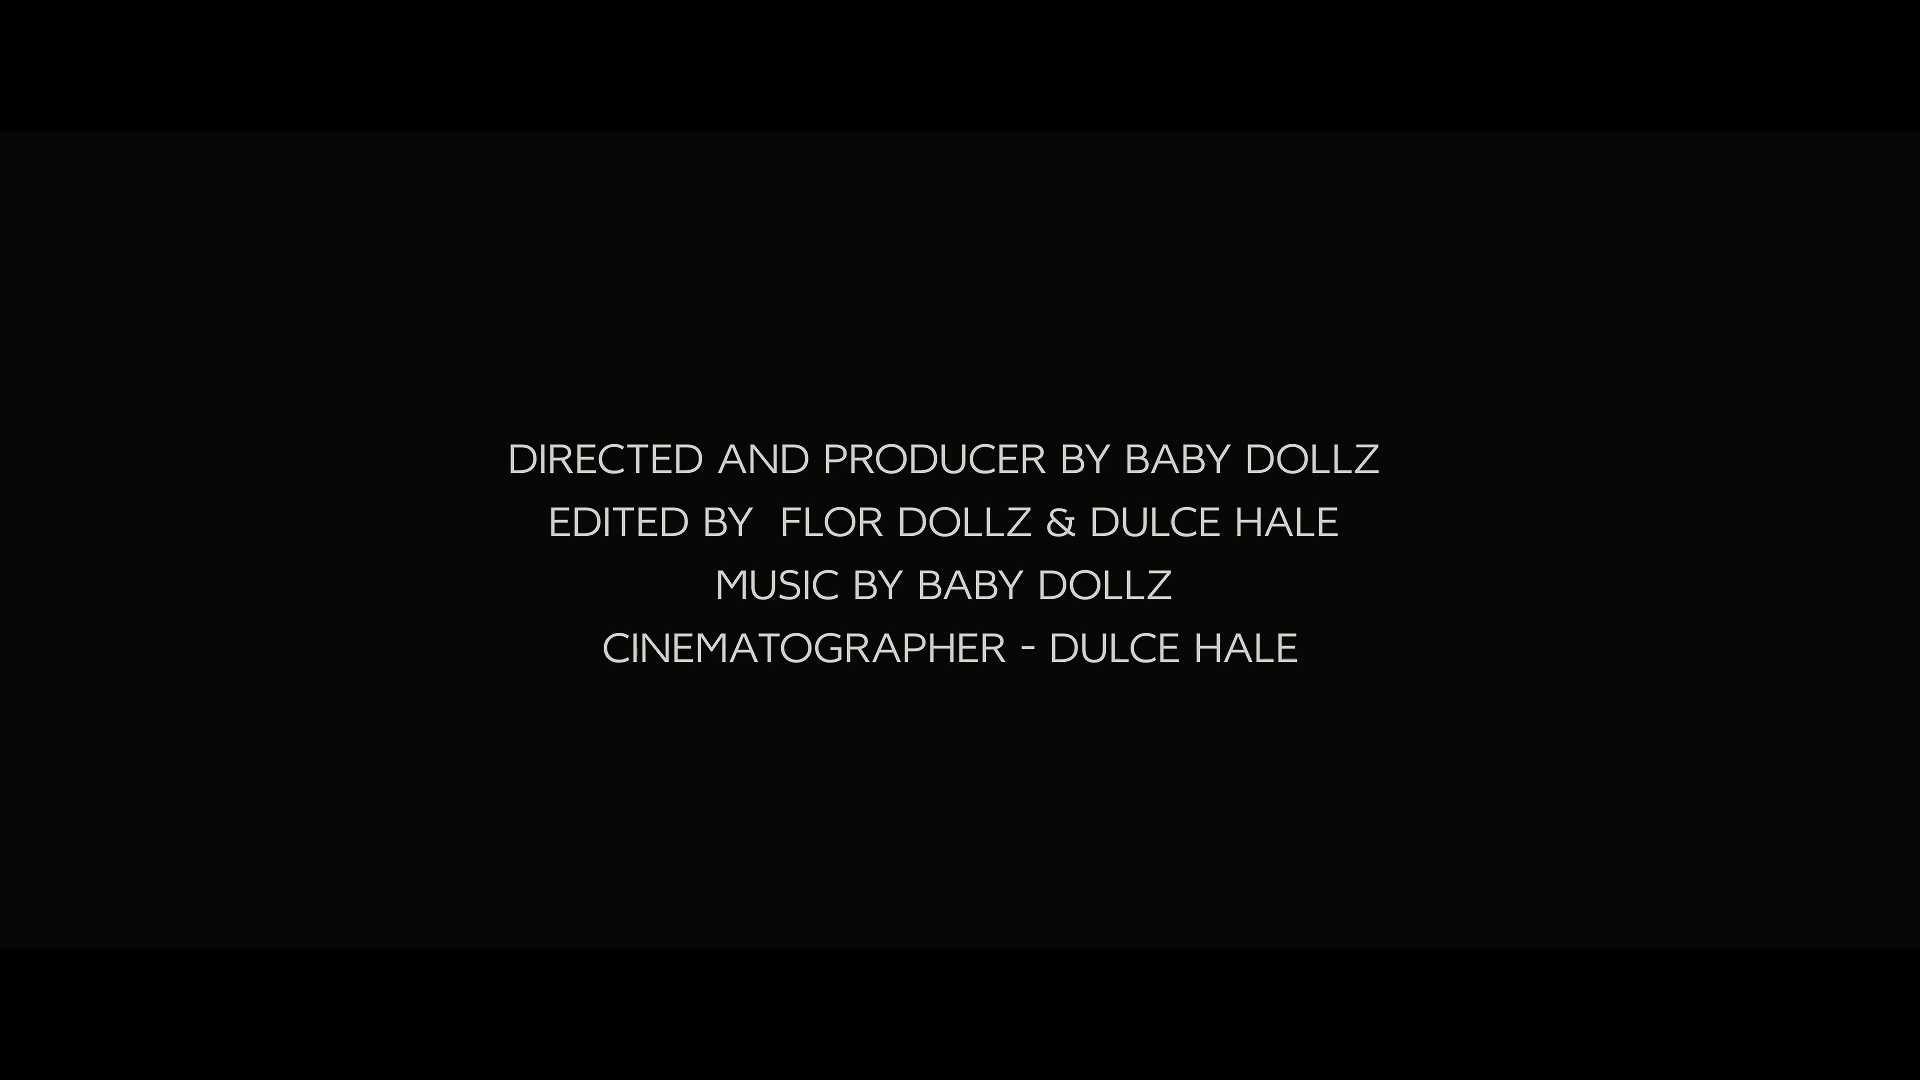 DIRECTED AND PRODUCER BY BABY DOLLZ
EDITED BY  FLOR DOLLZ & DULCE HALE
MUSIC BY BABY DOLLZ
CINEMATOGRAPHER - DULCE HALE